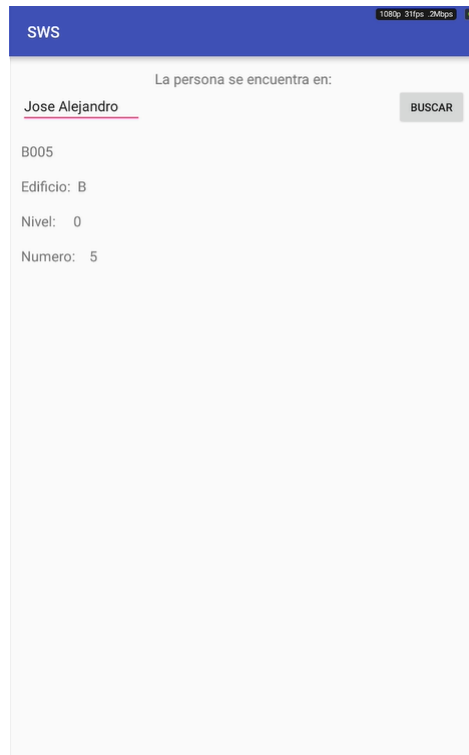 1080p 31fps .2Mbps
SWS
La persona se encuentra en:
Jose Alejandro
BUSCAR
B005
Edificio: B
Nivel: 0
Numero: 5